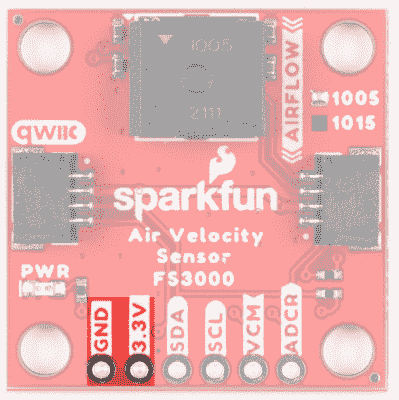 1005
2111
AIRFLOW
1005
1015
qwiic
sparkfun
Air Velocity
Sensor
FS3000
PWR
GND
3.3V
SDA
SCL
VCM
ADCR